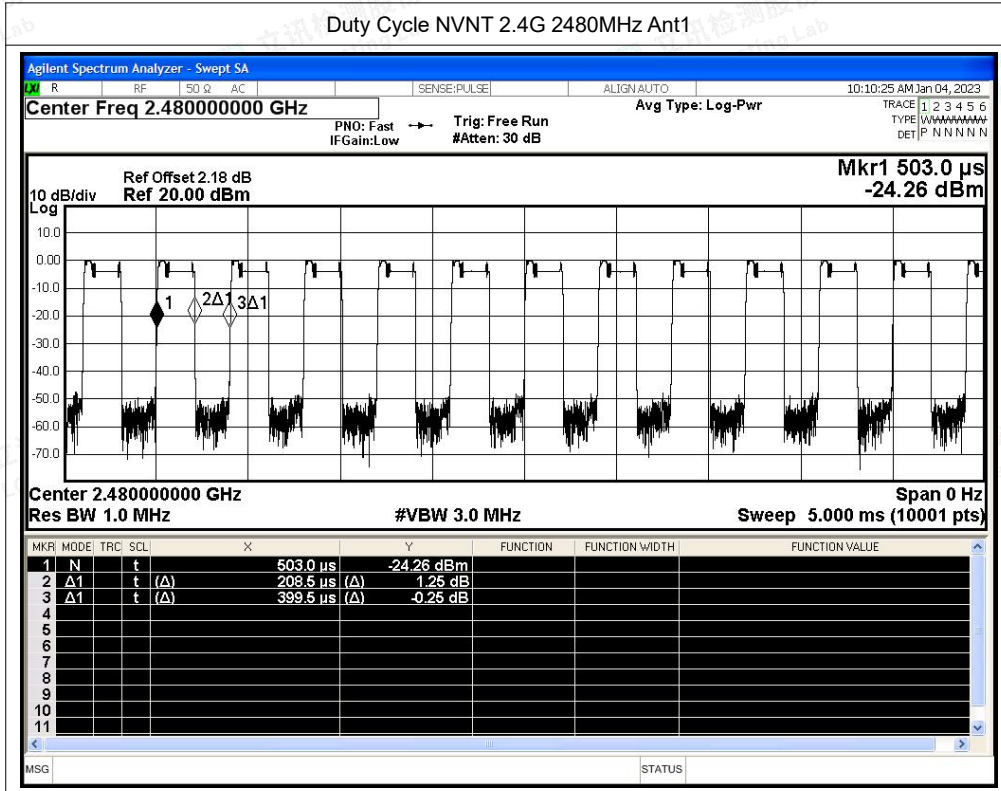 Duty Cycle NVNT 2.4G 2480MHz Ant1
Agilent Spectrum Analyzer - Swept SA
LXI R RF 50 Ω AC SENSE:PULSE ALIGN AUTO 10:10:25 AM Jan 04, 2023
Center Freq 2.480000000 GHz Avg Type: Log-Pwr TRACE 1 2 3 4 5 6
PNO: Fast Trig: Free Run TYPE WWWWWW
IFGain:Low #Atten: 30 dB DET P N N N N N
Mkr1 503.0 µs
Ref Offset 2.18 dB
10 dB/div Ref 20.00 dBm -24.26 dBm
Log
10.0
0.00
-10.0
1 2Δ1 3Δ1
-20.0
-30.0
-40.0
-50.0
-60.0
-70.0
Center 2.480000000 GHz Span 0 Hz
Res BW 1.0 MHz #VBW 3.0 MHz Sweep 5.000 ms (10001 pts)
MKR MODE TRC SCL X Y FUNCTION FUNCTION WIDTH FUNCTION VALUE
1 N t 503.0 µs -24.26 dBm
2 Δ1 t (Δ) 208.5 µs (Δ) 1.25 dB
3 Δ1 t (Δ) 399.5 µs (Δ) -0.25 dB
4
5
6
7
8
9
10
11
MSG STATUS